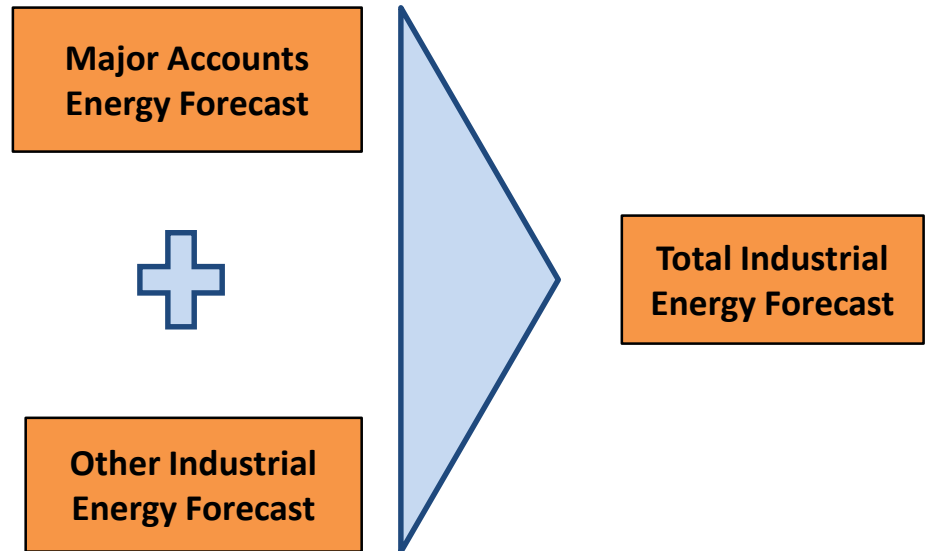 Major Accounts
Energy Forecast
Total Industrial
Energy Forecast
Other Industrial
Energy Forecast